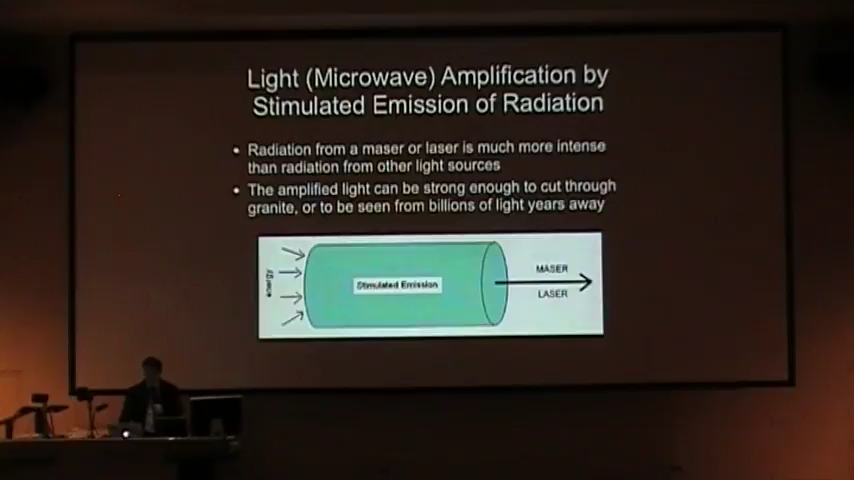 Light (Microwave) Amplification by
Stimulated Emission of Radiation
• Radiation from a maser or laser is much more intense
than radiation from other light sources
• The amplified light can be strong enough to cut through
granite, or to be seen from billions of light years away
energy
Stimulated Emission
MASER
LASER